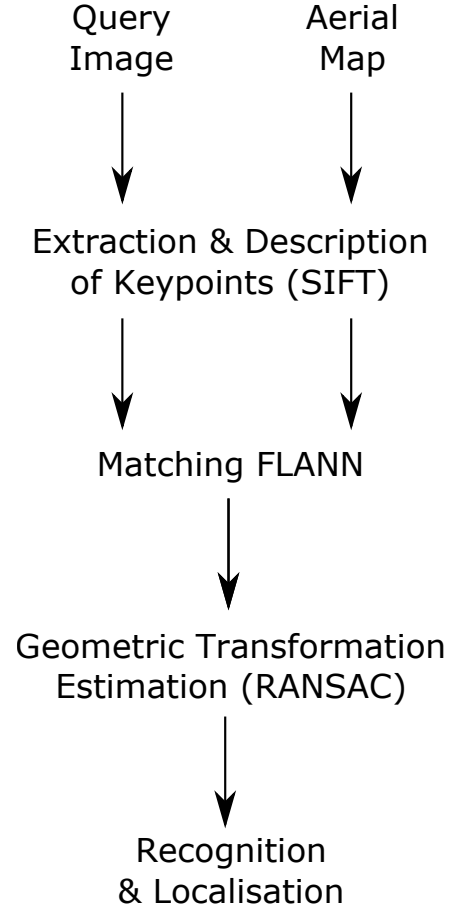 Query
Image
Aerial
Map
Extraction & Description
of Keypoints (SIFT)
Matching FLANN
Geometric Transformation
Estimation (RANSAC)
Recognition
& Localisation